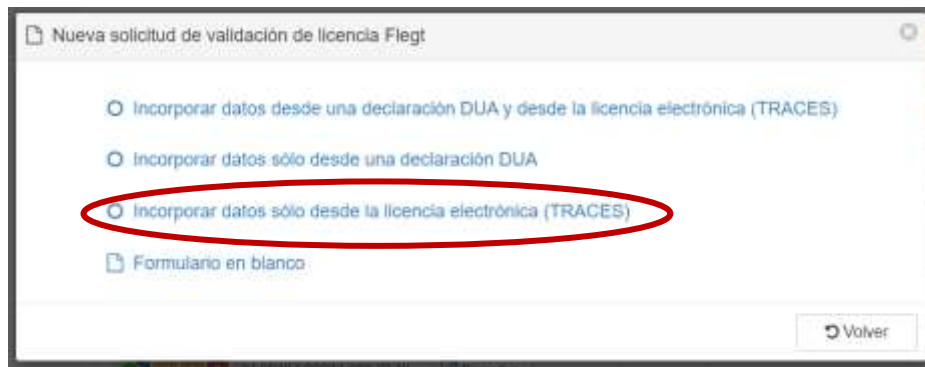 Nueva solicitud de validación de licencia Flegt
Incorporar datos desde una declaración DUA y desde la licencia electrónica (TRACES)
Incorporar datos sólo desde una declaración DUA
Incorporar datos sólo desde la licencia electrónica (TRACES)
Formulario en blanco
Volver